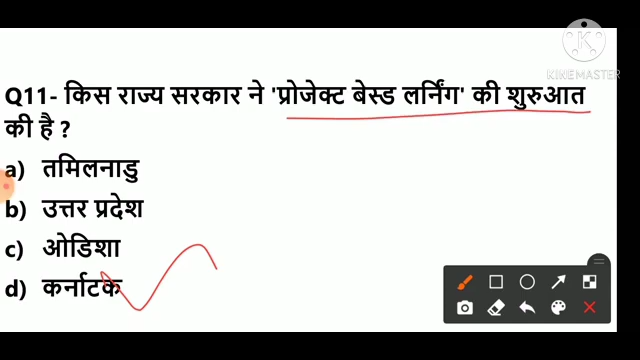 KINEMASTER
Q11- किस राज्य सरकार ने 'प्रोजेक्ट बेस्ड लर्निंग' की शुरुआत
की है ?
a) तमिलनाडु
b) उत्तर प्रदेश
c) ओडिशा
d) कर्नाटक